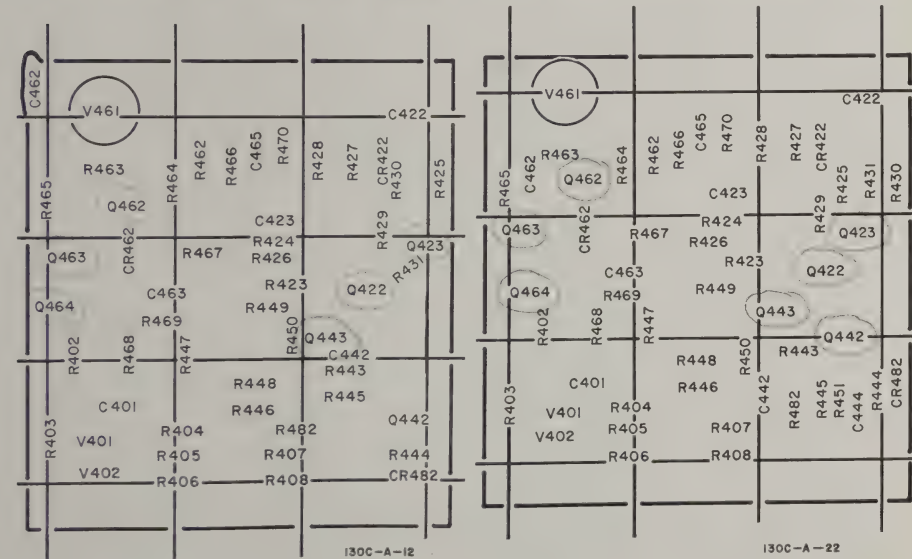 C462
V461
C422
R463
R465
R464
R462
R466
C465
R470
R428
R427
CR422
R430
R425
Q462
C423
R429
CR462
R467
R424
Q423
Q463
R426
R431
R423
Q422
C463
Q464
R449
R469
R450
Q443
R402
R468
R447
C442
R443
R448
R445
C401
R446
R403
V401
R404
R482
Q442
R405
R407
R444
V402
R406
R408
CR482
130C-A-12
V461
C422
R463
R465
C462
Q462
R464
R462
R466
C465
R470
R428
R427
CR422
R425
R431
R430
C423
R429
Q463
CR462
R467
R424
Q423
R426
R423
Q422
C463
Q464
R469
R449
Q443
R402
R468
R447
R450
Q442
R443
R448
R403
C401
R446
C442
R482
R445
R451
C444
R444
CR482
V401
R404
V402
R405
R407
R406
R408
130C-A-22